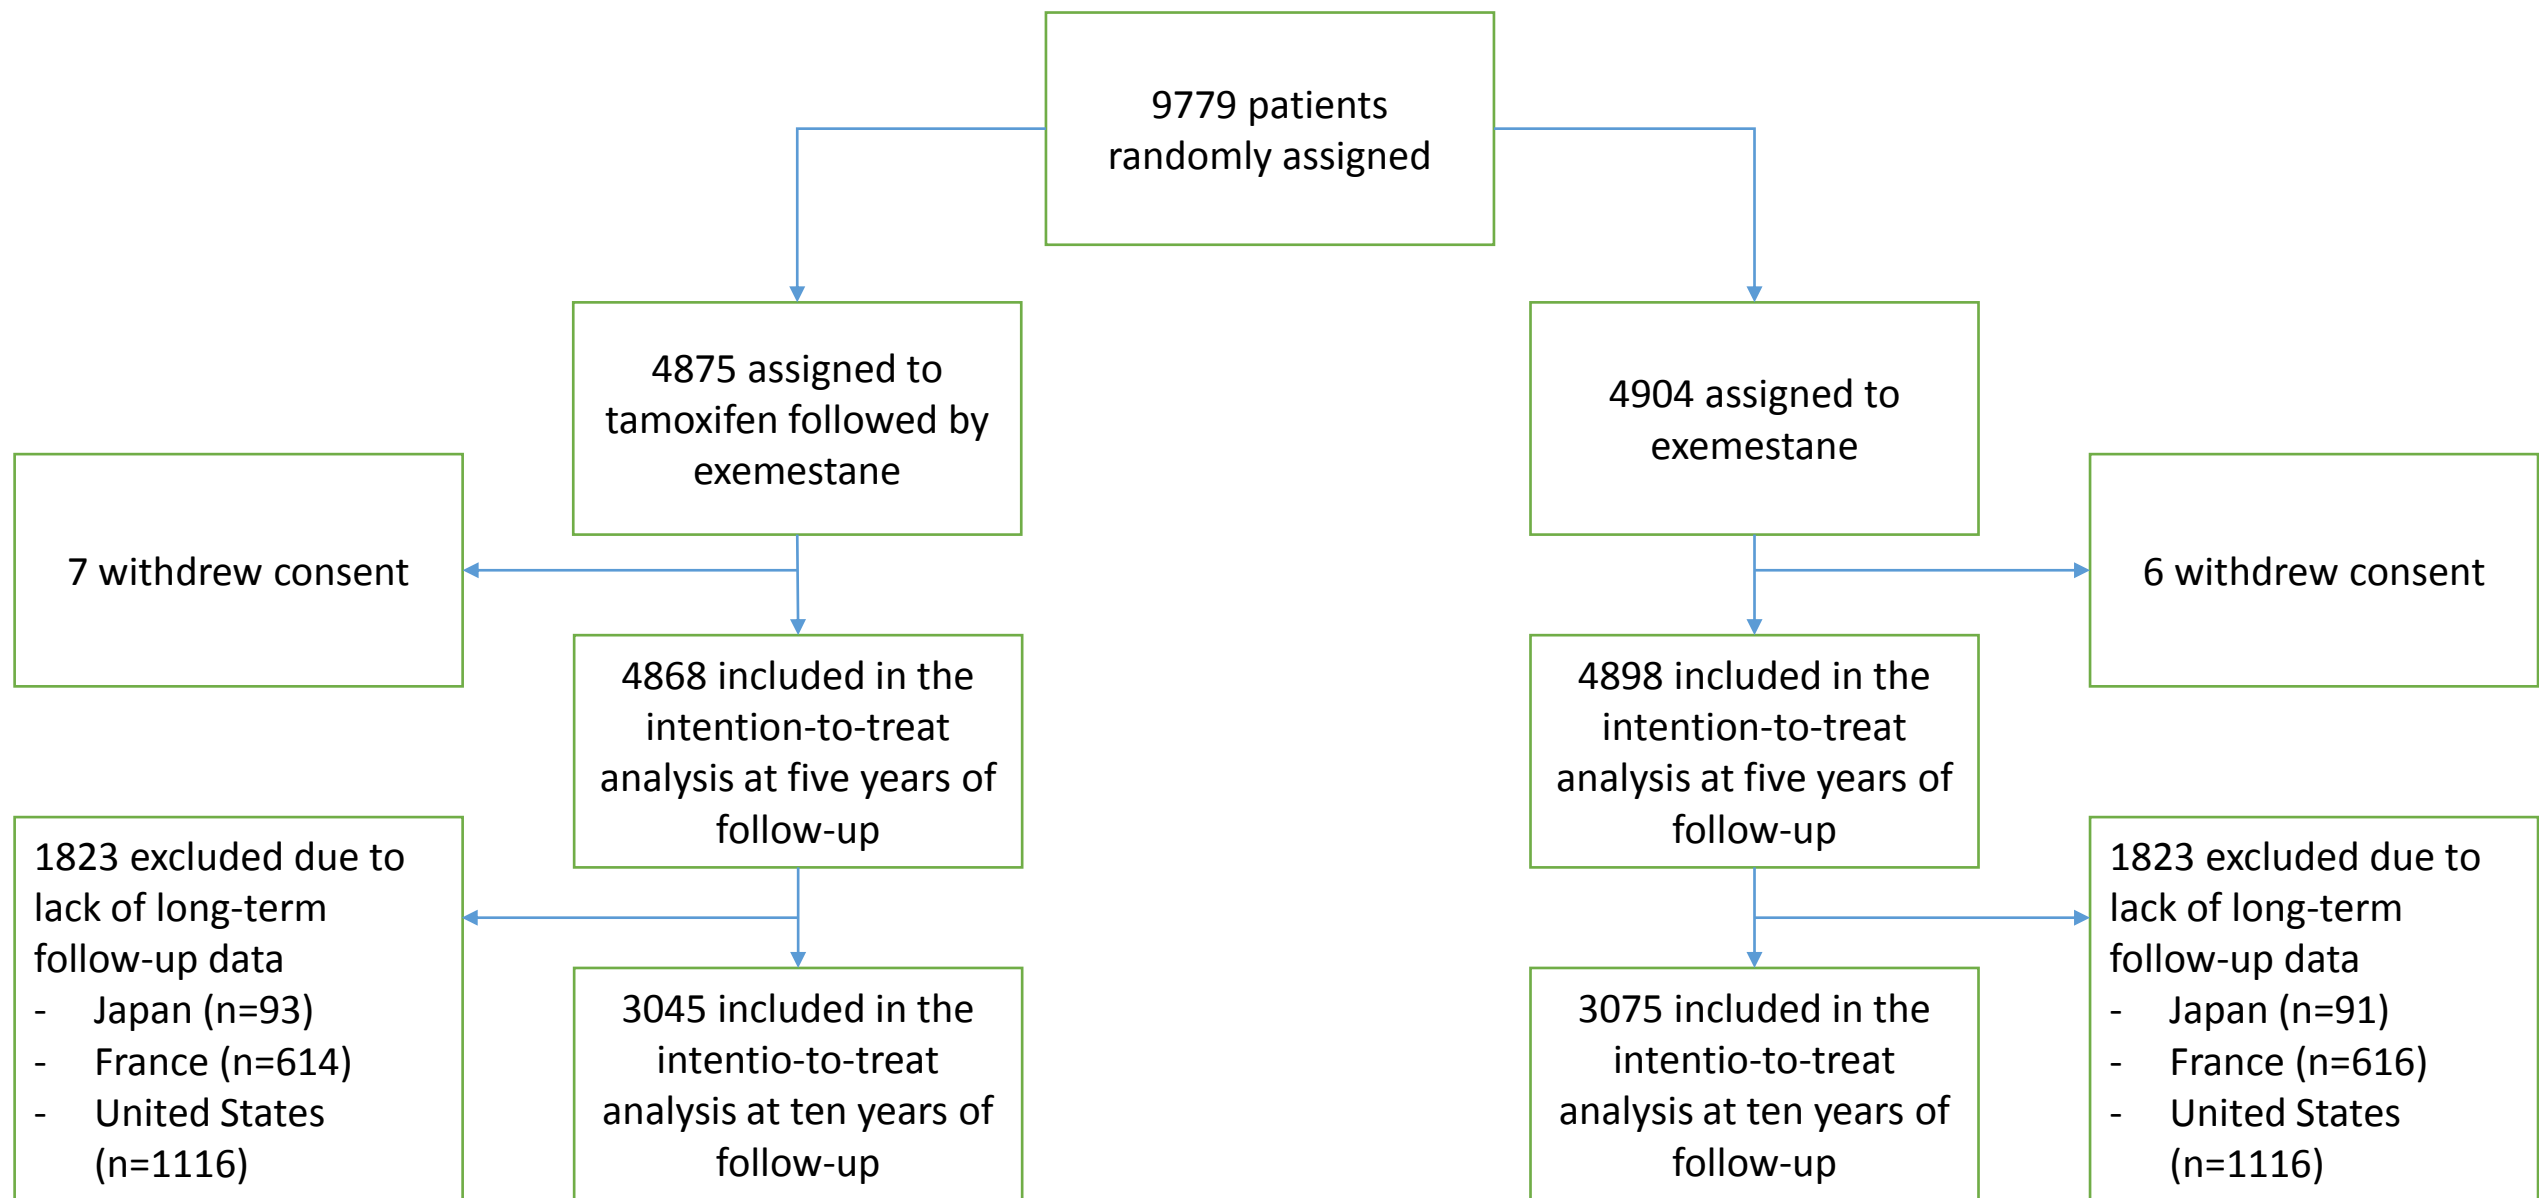 9779 patients
randomly assigned
4875 assigned to
tamoxifen followed by
exemestane
4904 assigned to
exemestane
7 withdrew consent
6 withdrew consent
4868 included in the
intention-to-treat
analysis at five years of
follow-up
4898 included in the
intention-to-treat
analysis at five years of
follow-up
1823 excluded due to
lack of long-term
follow-up data
- Japan (n=93)
- France (n=614)
- United States
(n=1116)
3045 included in the
intentio-to-treat
analysis at ten years of
follow-up
3075 included in the
intentio-to-treat
analysis at ten years of
follow-up
1823 excluded due to
lack of long-term
follow-up data
- Japan (n=91)
- France (n=616)
- United States
(n=1116)